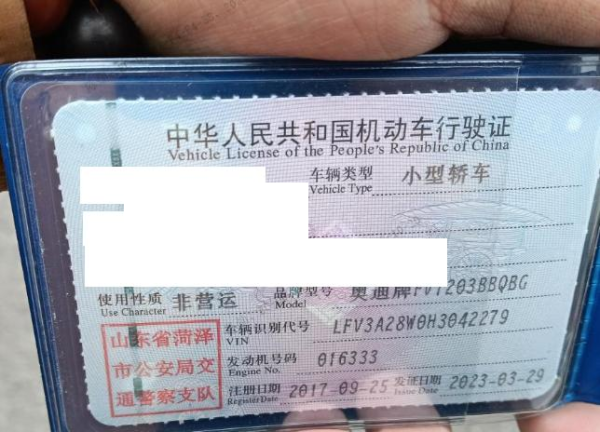 中华人民共和国机动车行驶证
Vehicle License of the People's Republic of China
车辆类型 小型轿车
Vehicle Type
使用性质 非营运 品牌型号 奥迪牌FV7203BBQBG
Use Character Model
山东省菏泽
市公安局交
通警察支队
车辆识别代号 LFV3A28W0H3042279
VIN
发动机号码 016333
Engine No.
注册日期 2017-09-25 发证日期 2023-03-29
Register Date Issue Date